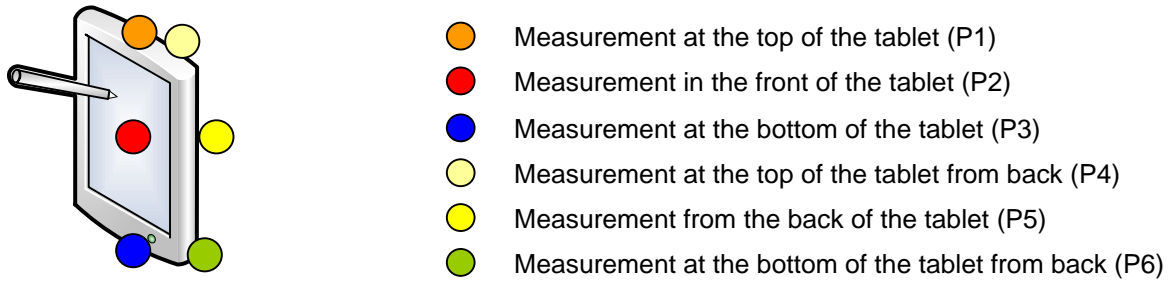 Measurement at the top of the tablet (P1)
Measurement in the front of the tablet (P2)
Measurement at the bottom of the tablet (P3)
Measurement at the top of the tablet from back (P4)
Measurement from the back of the tablet (P5)
Measurement at the bottom of the tablet from back (P6)